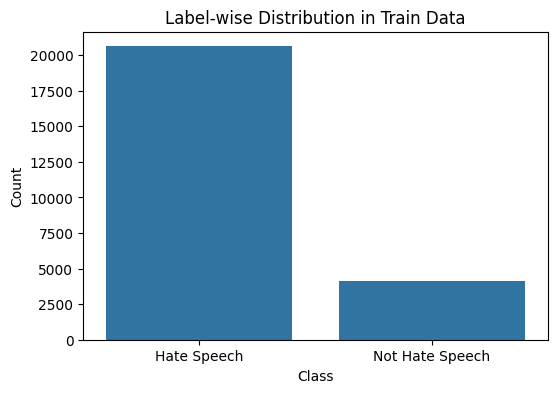 Label-wise Distribution in Train Data
20000
17500
15000
12500
10000
7500
5000
2500
0
Count
Hate Speech
Not Hate Speech
Class